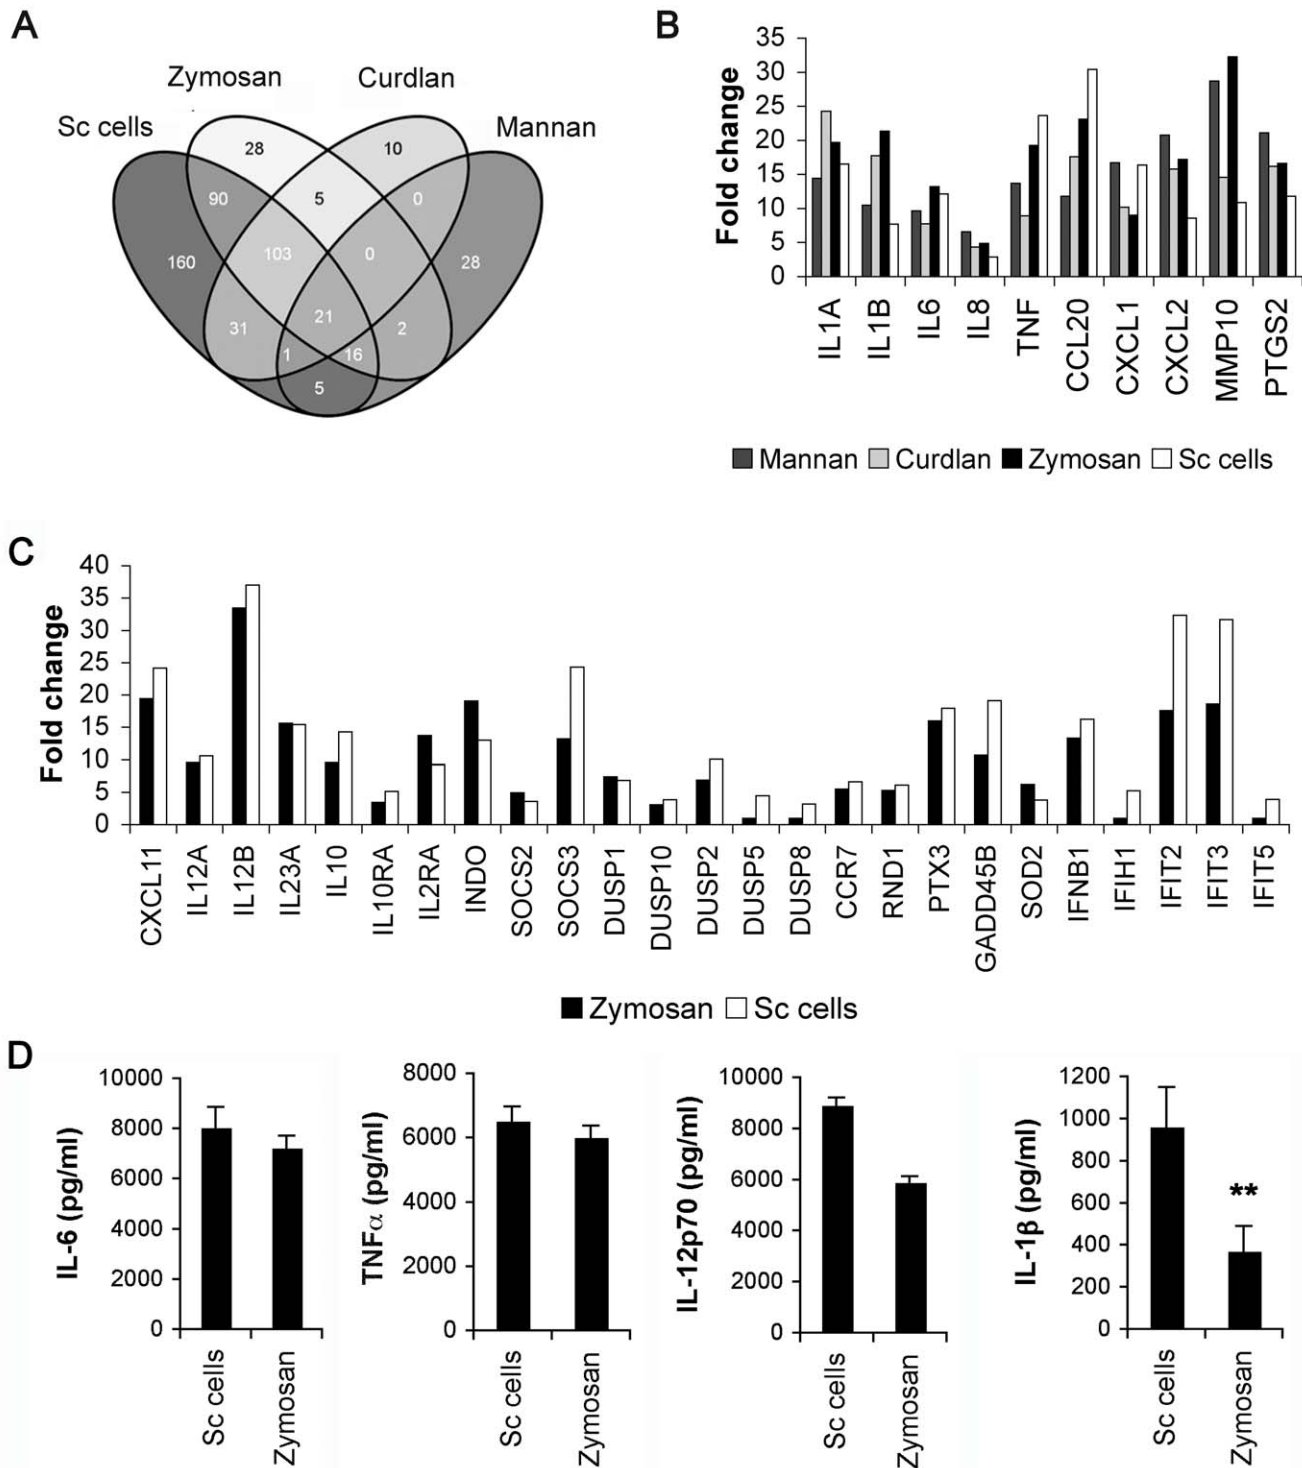 A
Zymosan
Curdlan
Sc cells
Mannan
28
10
90
5
0
160
103
0
28
31
21
2
1
16
5
B
Fold change
35
30
25
20
15
10
5
0
IL1A
IL1B
IL6
IL8
TNF
CCL20
CXCL1
CXCL2
MMP10
PTGS2
Mannan Curdlan Zymosan Sc cells
C
Fold change
40
35
30
25
20
15
10
5
0
CXCL11
IL12A
IL12B
IL23A
IL10
IL10RA
IL2RA
INDO
SOCS2
SOCS3
DUSP1
DUSP10
DUSP2
DUSP5
DUSP8
CCR7
RND1
PTX3
GADD45B
SOD2
IFNB1
IFIH1
IFIT2
IFIT3
IFIT5
Zymosan Sc cells
D
IL-6 (pg/ml)
10000
8000
6000
4000
2000
0
Sc cells
Zymosan
TNFα (pg/ml)
8000
6000
4000
2000
0
Sc cells
Zymosan
IL-12p70 (pg/ml)
10000
8000
6000
4000
2000
0
Sc cells
Zymosan
IL-1β (pg/ml)
1200
1000
800
600
400
200
0
**
Sc cells
Zymosan